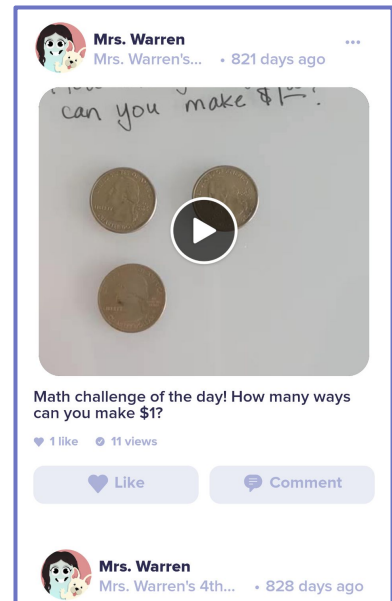 Mrs. Warren
Mrs. Warren's... • 821 days ago
can you make $1
Math challenge of the day! How many ways
can you make $1?
1 like 11 views
Like Comment
Mrs. Warren
Mrs. Warren's 4th... • 828 days ago